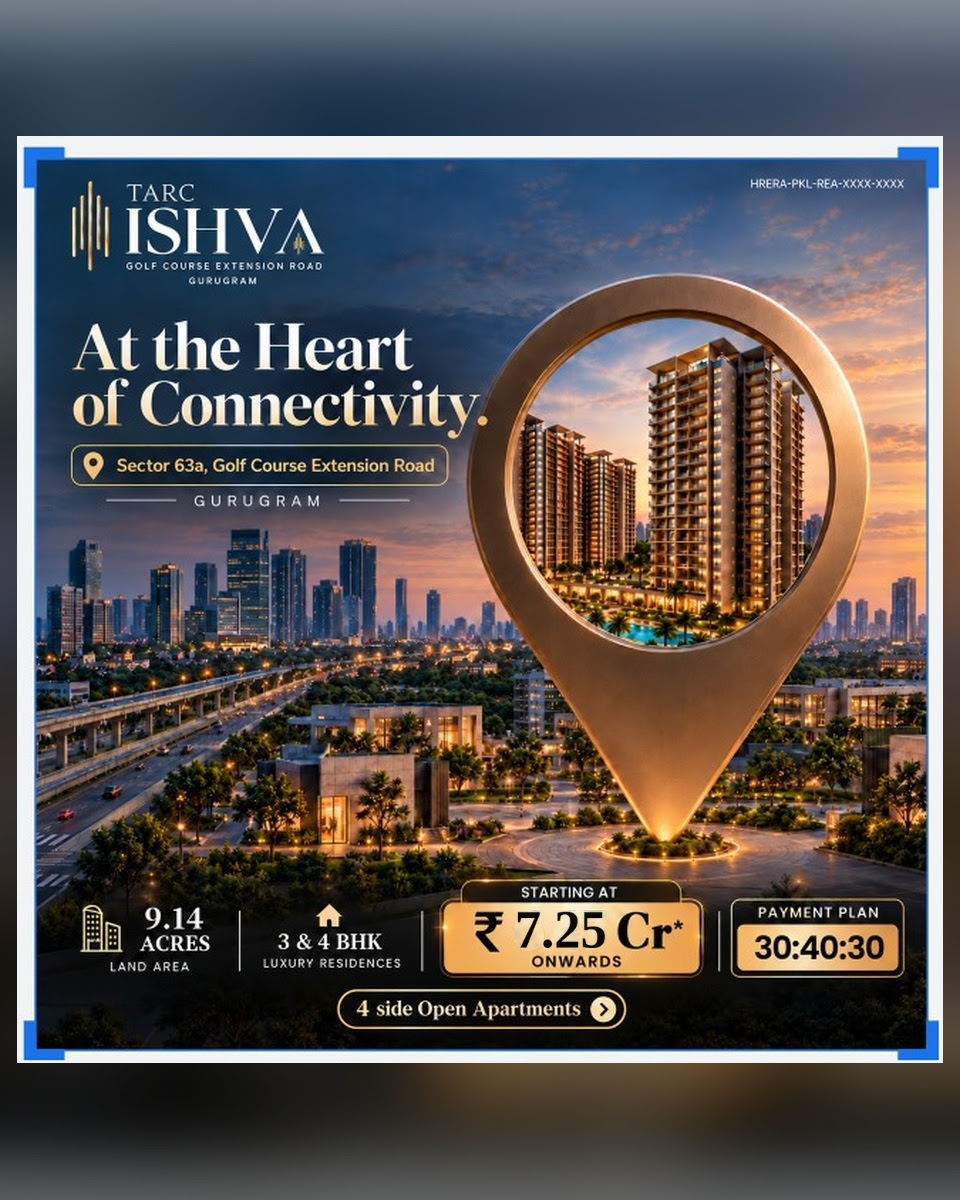 HRERA-PKL-REA-XXXX-XXXX
TARC
ISHVA
GOLF COURSE EXTENSION ROAD
GURUGRAM
At the Heart
of Connectivity.
Sector 63a, Golf Course Extension Road
GURUGRAM
9.14
ACRES
LAND AREA
3 & 4 BHK
LUXURY RESIDENCES
STARTING AT
₹ 7.25 Cr*
ONWARDS
PAYMENT PLAN
30:40:30
4 side Open Apartments